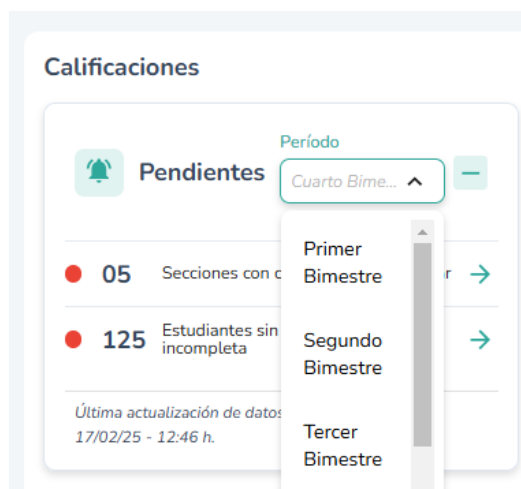 Calificaciones
Período
Pendientes
Cuarto Bime...
Primer
Bimestre
Segundo
Bimestre
Tercer
Bimestre
05 Secciones con
125 Estudiantes sin
incompleta
Última actualización de datos
17/02/25 - 12:46 h.